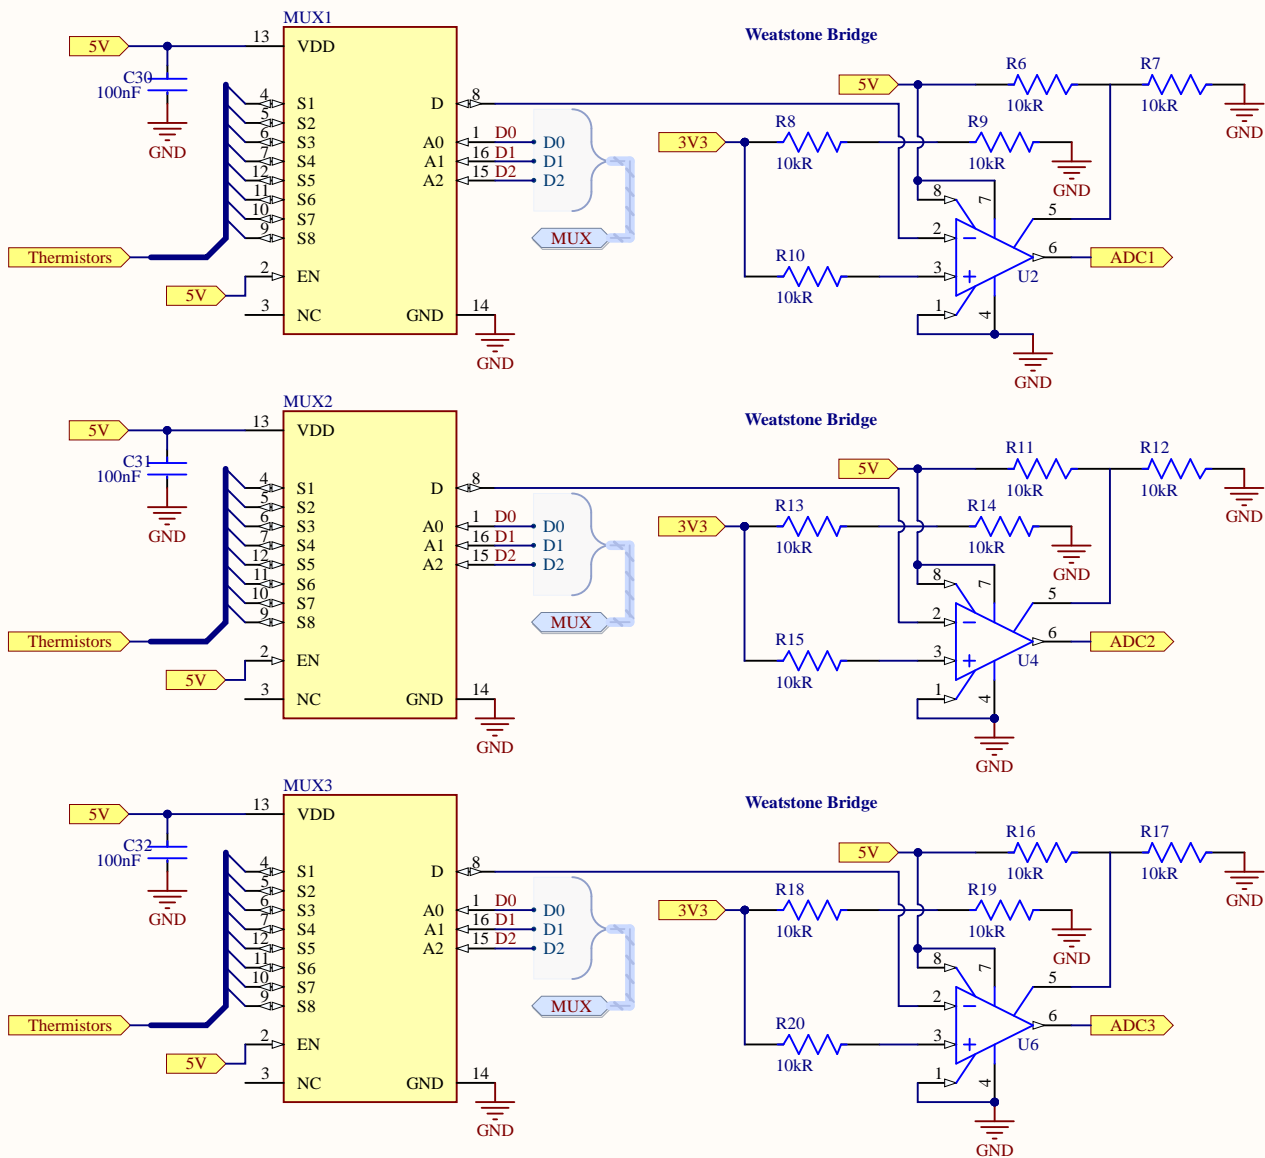 MUX1
Weatstone Bridge
5V
13
VDD
C30
100nF
GND
4
S1
5
S2
6
S3
7
S4
12
S5
11
S6
10
S7
9
S8
Thermistors
2
EN
5V
3
NC
D
8
A0
1
D0
D0
A1
16
D1
D1
A2
15
D2
D2
MUX
GND
14
GND
5V
R6
10kR
R7
10kR
GND
3V3
R8
10kR
R9
10kR
GND
R10
10kR
8
7
5
2
3
1
4
6
U2
ADC1
GND
MUX2
Weatstone Bridge
5V
13
VDD
C31
100nF
GND
4
S1
5
S2
6
S3
7
S4
12
S5
11
S6
10
S7
9
S8
Thermistors
2
EN
5V
3
NC
D
8
A0
1
D0
D0
A1
16
D1
D1
A2
15
D2
D2
MUX
GND
14
GND
5V
R11
10kR
R12
10kR
GND
3V3
R13
10kR
R14
10kR
GND
R15
10kR
8
7
5
2
3
1
4
6
U4
ADC2
GND
MUX3
Weatstone Bridge
5V
13
VDD
C32
100nF
GND
4
S1
5
S2
6
S3
7
S4
12
S5
11
S6
10
S7
9
S8
Thermistors
2
EN
5V
3
NC
D
8
A0
1
D0
D0
A1
16
D1
D1
A2
15
D2
D2
MUX
GND
14
GND
5V
R16
10kR
R17
10kR
GND
3V3
R18
10kR
R19
10kR
GND
R20
10kR
8
7
5
2
3
1
4
6
U6
ADC3
GND